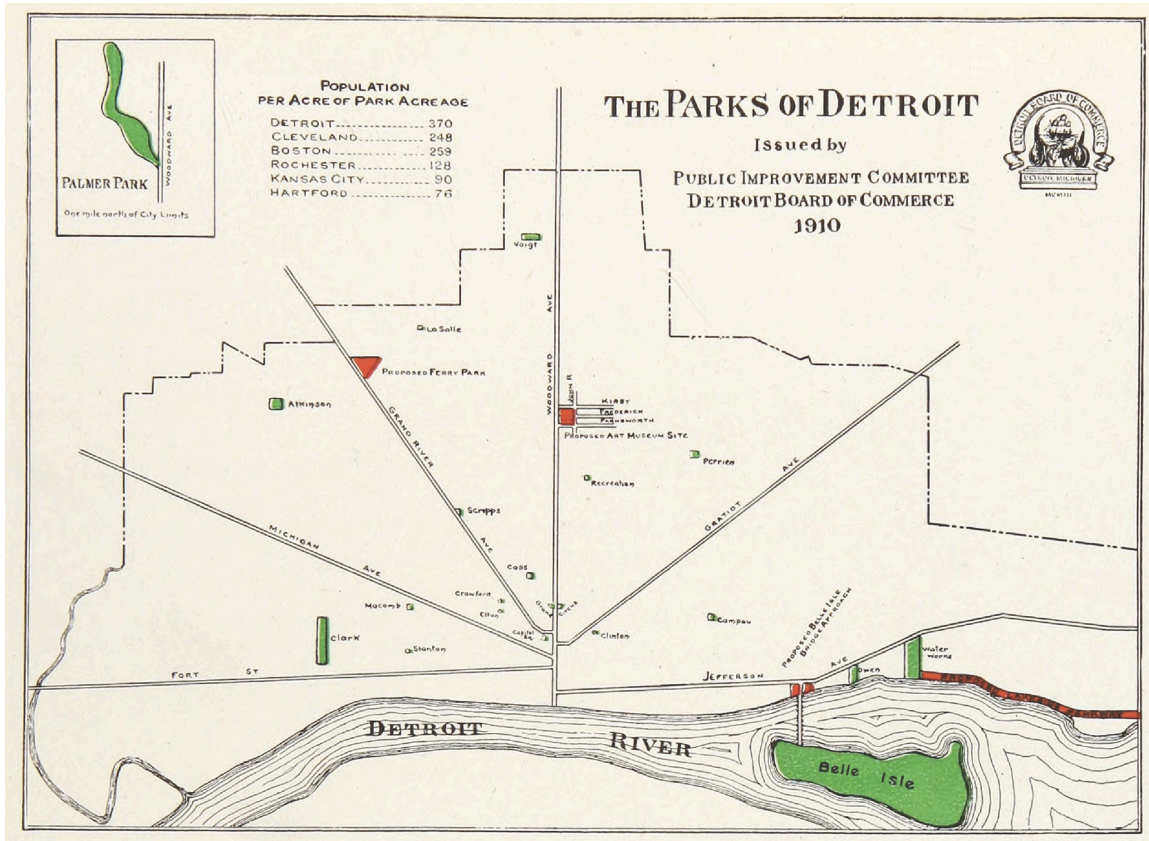 PALMER PARK
WOODWARD AVE
One mile north of City Limits
POPULATION
PER ACRE OF PARK ACREAGE
DETROIT 370
CLEVELAND 248
BOSTON 259
ROCHESTER 128
KANSAS CITY 90
HARTFORD 76
THE PARKS OF DETROIT
Issued by
PUBLIC IMPROVEMENT COMMITTEE
DETROIT BOARD OF COMMERCE
1910
DETROIT BOARD OF COMMERCE
DETROIT MICHIGAN
MCMIII
Voigt
La Salle
PROPOSED FERRY PARK
Atkinson
GRAND RIVER AVE
WOODWARD AVE
JOHN R
KIRBY
FREDERICK
FARNSWORTH
PROPOSED ART MUSEUM SITE
Perrien
Recreation
GRATIOT AVE
Scripps
MICHIGAN AVE
Cass
Crawford
Elton
Macomb
Grand Circus
Capitol Sq.
Clinton
Campau
Clark
Stanton
FORT ST
PROPOSED BELLE ISLE
BRIDGE APPROACH
JEFFERSON AVE
Owen
Water
Works
DETROIT RIVER
Belle Isle